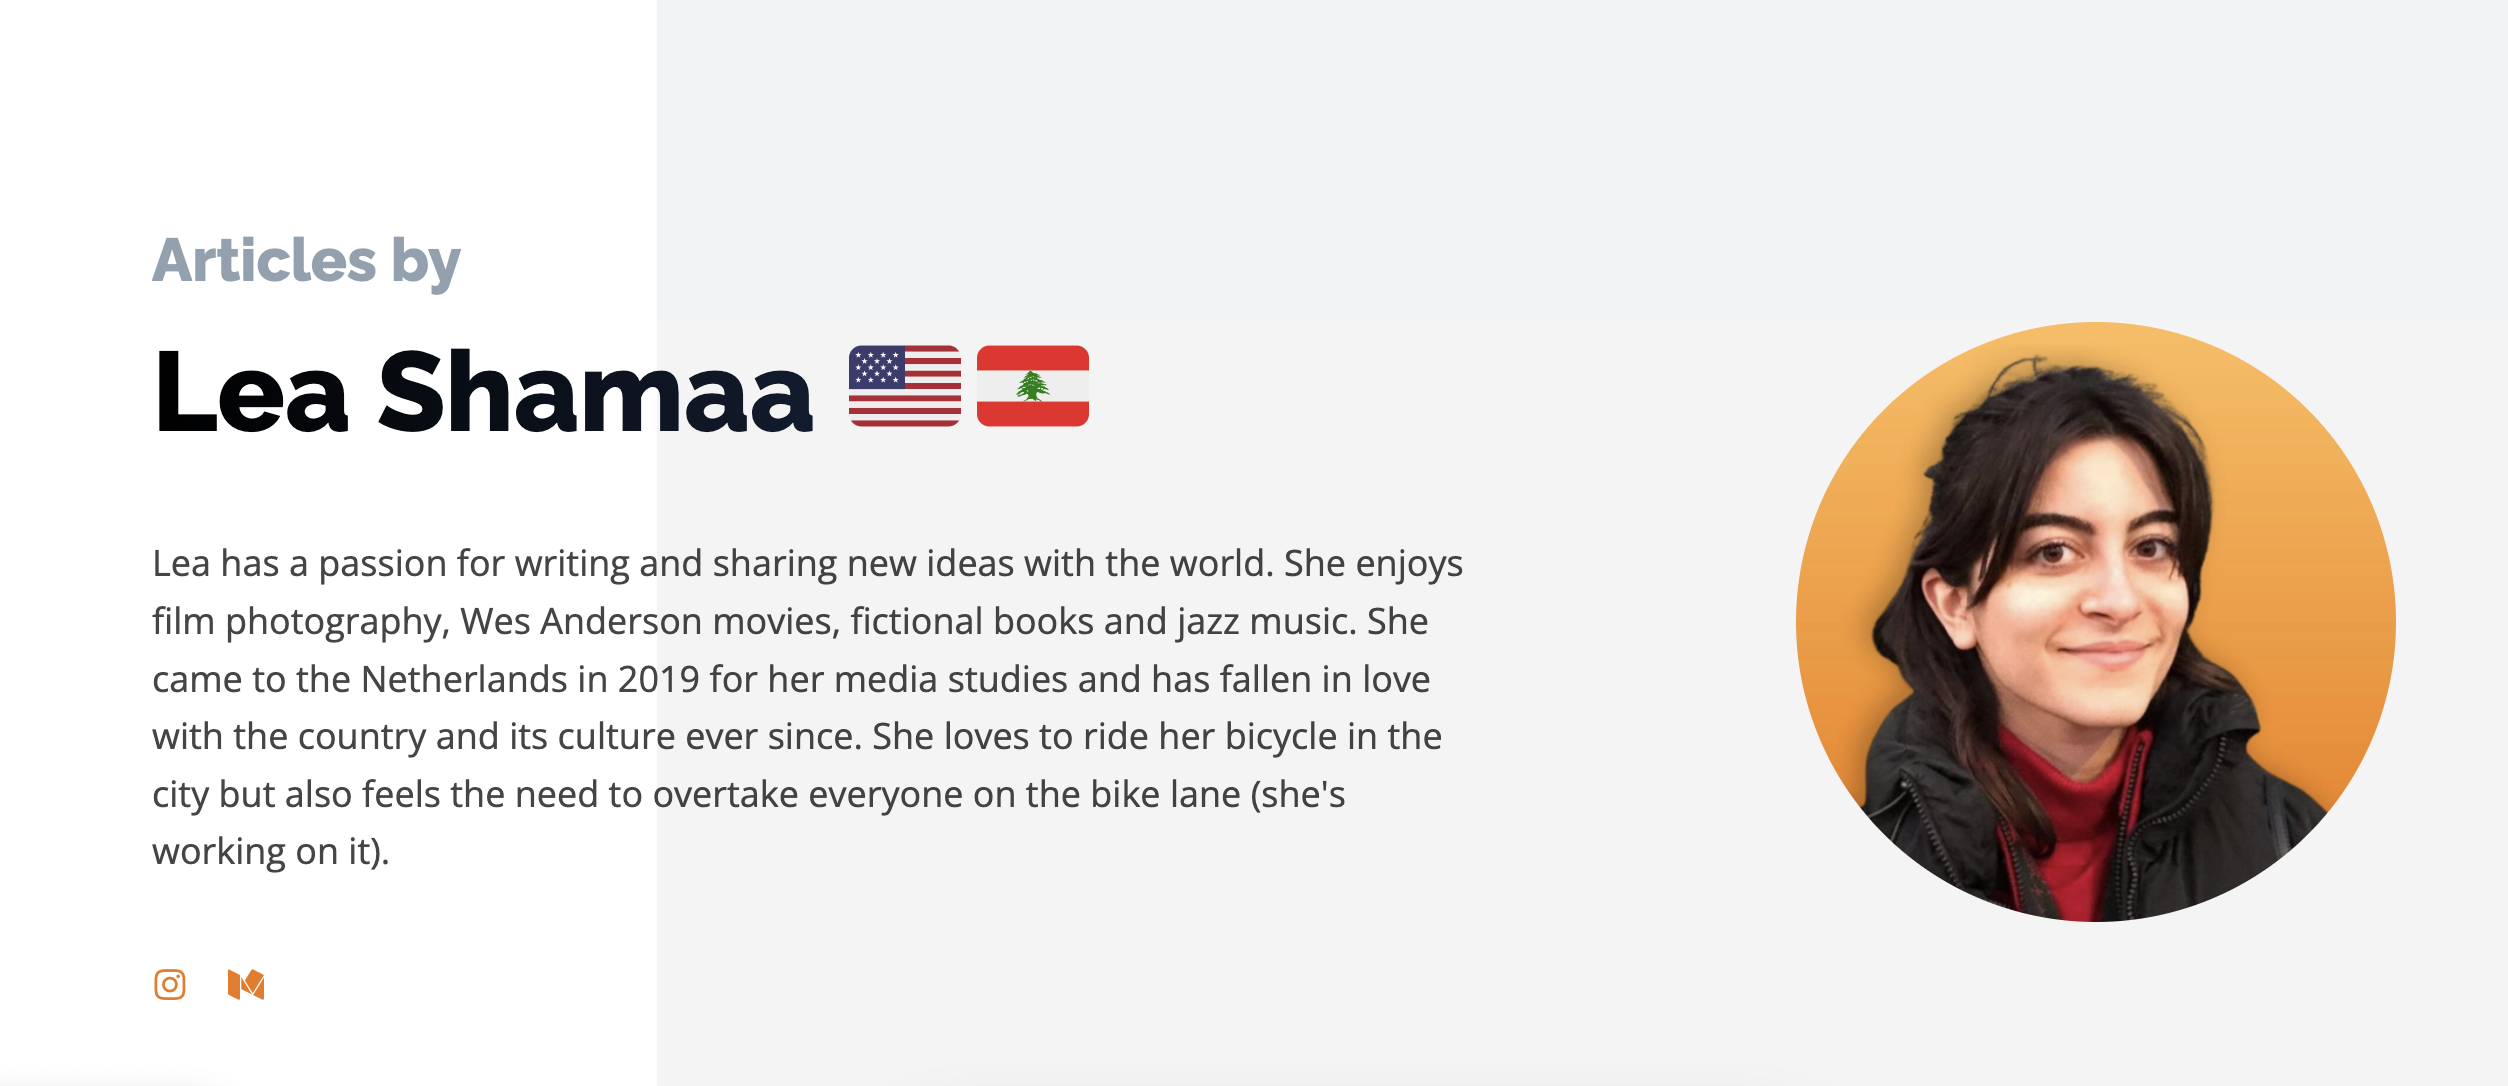 Articles by
Lea Shamaa
Lea has a passion for writing and sharing new ideas with the world. She enjoys
film photography, Wes Anderson movies, fictional books and jazz music. She
came to the Netherlands in 2019 for her media studies and has fallen in love
with the country and its culture ever since. She loves to ride her bicycle in the
city but also feels the need to overtake everyone on the bike lane (she's
working on it).